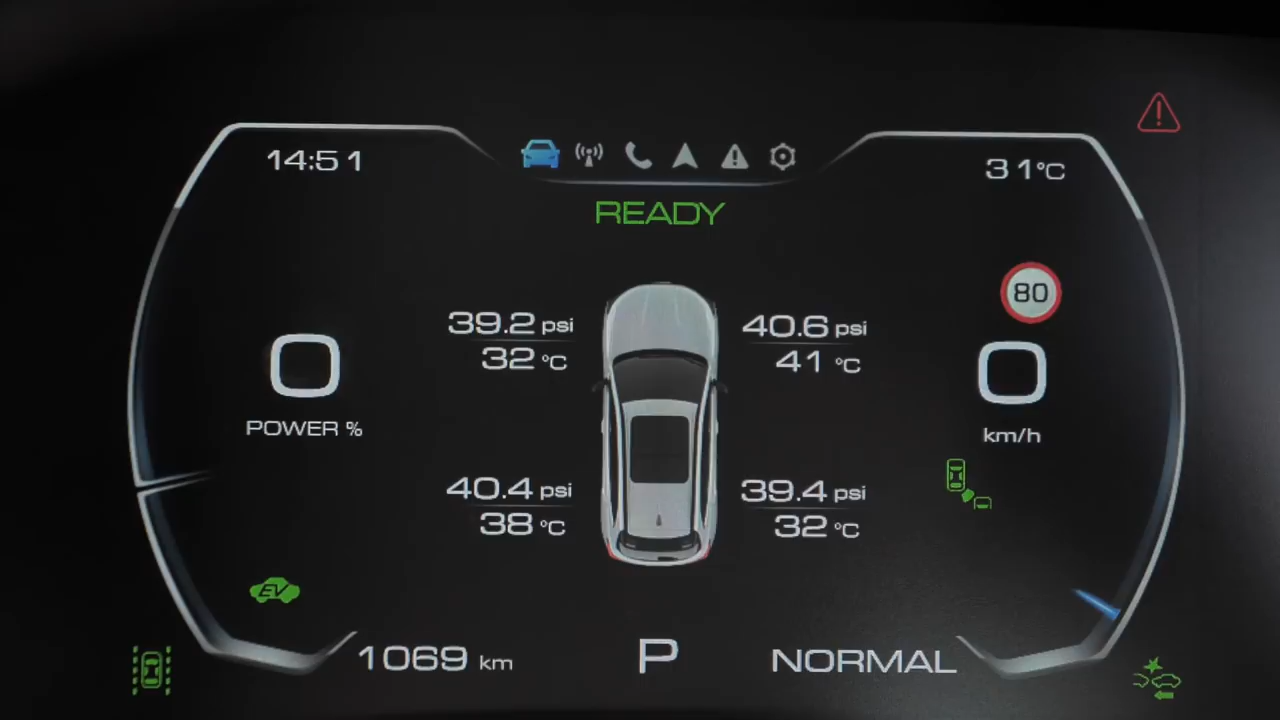 14:51
31°C
READY
80
39.2 psi
32 °C
40.6 psi
41 °C
0
POWER %
0
km/h
40.4 psi
38 °C
39.4 psi
32 °C
EV
1069 km
P
NORMAL